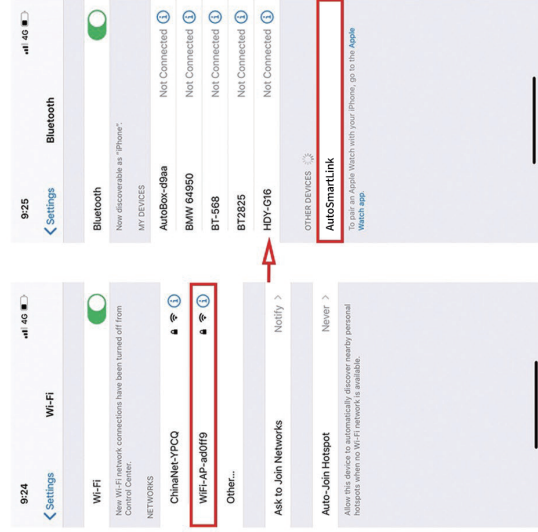 9:24
4G
Settings
Wi-Fi
Wi-Fi
New Wi-Fi network connections have been turned off from
Control Center.
NETWORKS
ChinaNet-YPCQ
WiFi-AP-ad0ff9
Other...
Ask to Join Networks Notify
Auto-Join Hotspot Never
Allow this device to automatically discover nearby personal
hotspots when no Wi-Fi network is available.
9:25
4G
Settings
Bluetooth
Bluetooth
Now discoverable as "iPhone".
MY DEVICES
AutoBox-d9aa Not Connected
BMW 64950 Not Connected
BT-568 Not Connected
BT2825 Not Connected
HDY-G16 Not Connected
OTHER DEVICES
AutoSmartLink
To pair an Apple Watch with your iPhone, go to the Apple
Watch app.